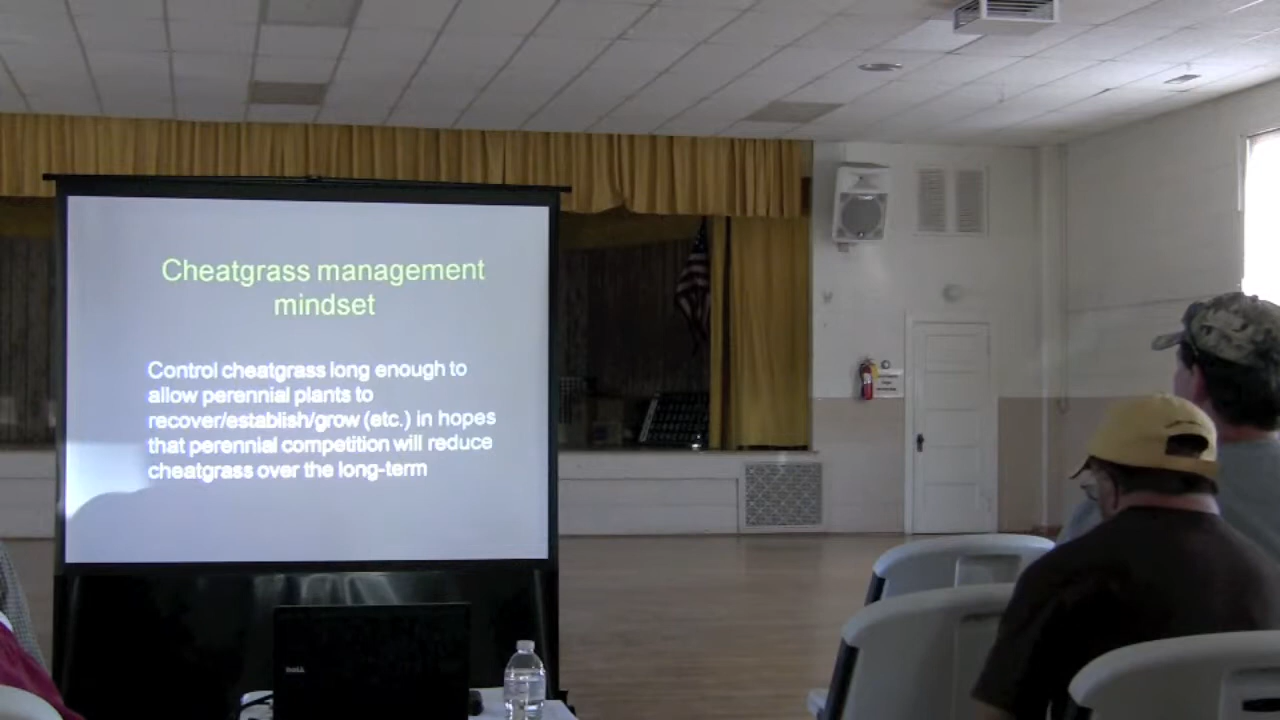 Cheatgrass management
mindset
Control cheatgrass long enough to
allow perennial plants to
recover/establish/grow (etc.) in hopes
that perennial competition will reduce
cheatgrass over the long-term
DELL